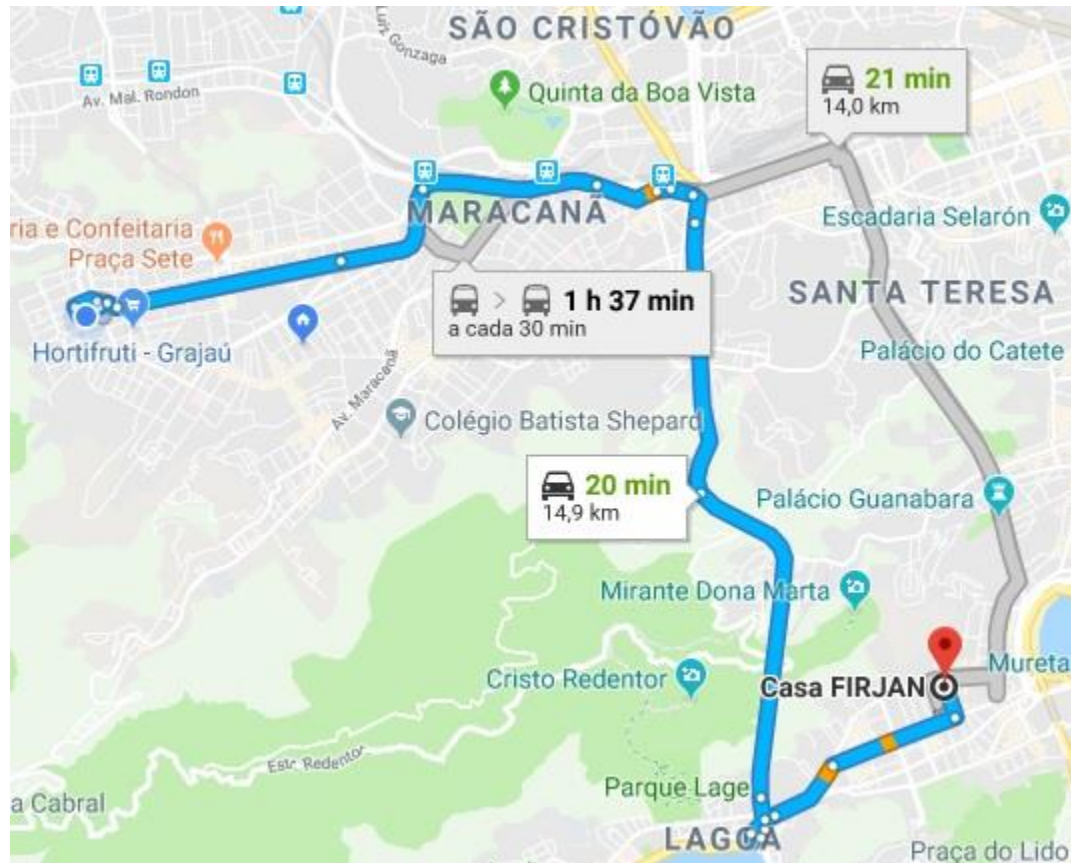 SÃO CRISTÓVÃO
Luiz Gonzaga
21 min
14,0 km
Av. Mal. Rondon
Quinta da Boa Vista
MARACANÃ
Escadaria Selarón
ria e Confeitaria
Praça Sete
SANTA TERESA
1 h 37 min
a cada 30 min
Hortifruti - Grajaú
Palácio do Catete
Av. Maracanã
Colégio Batista Shepard
20 min
14,9 km
Palácio Guanabara
Mirante Dona Marta
Cristo Redentor
Casa FIRJAN
Mureta
Estr. Redentor
Parque Lage
a Cabral
LAGOA
Praça do Lido